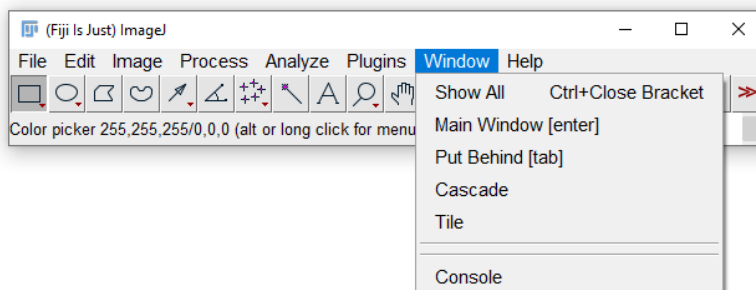 (Fiji Is Just) ImageJ
File Edit Image Process Analyze Plugins Window Help
A
Color picker 255,255,255/0,0,0 (alt or long click for menu
Show All Ctrl+Close Bracket
Main Window [enter]
Put Behind [tab]
Cascade
Tile
Console